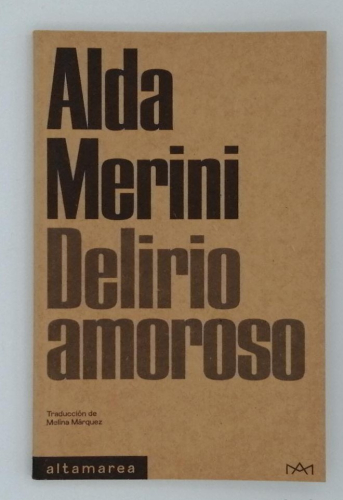 Alda
Merini
Delirio
amoroso
Traducción de
Melina Márquez
altamarea